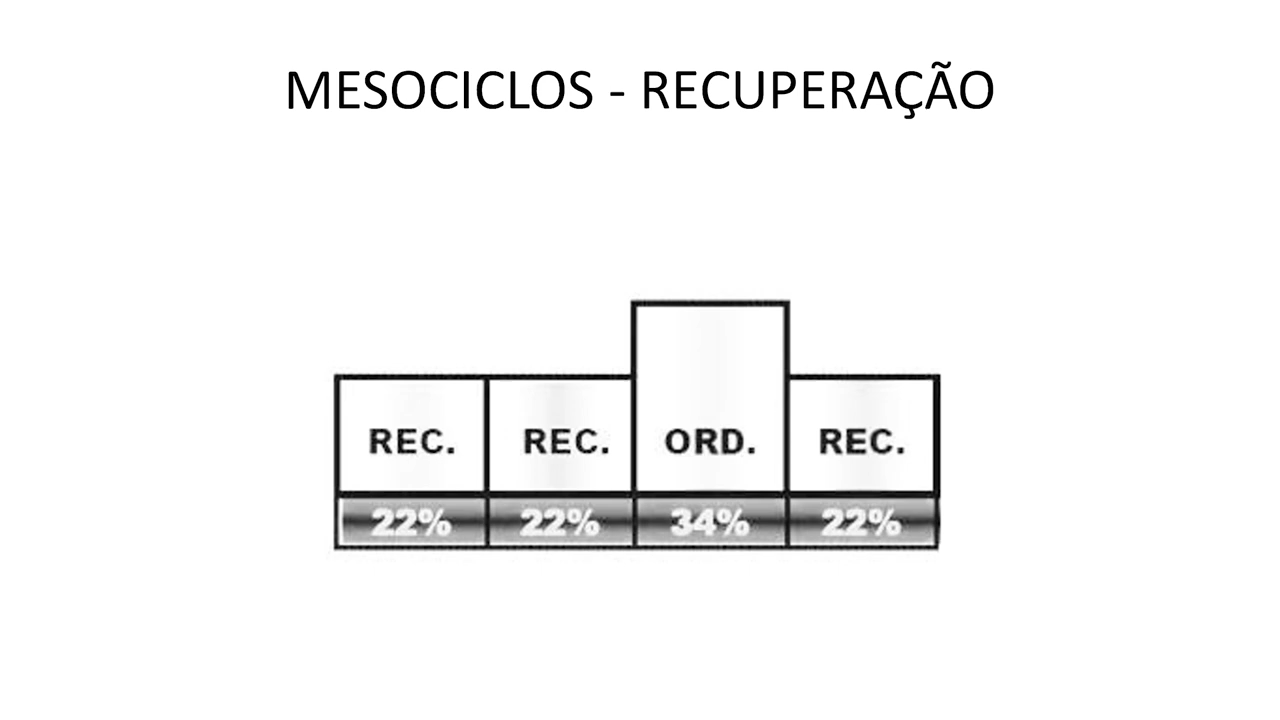 MESOCICLOS - RECUPERAÇÃO
REC. REC. ORD. REC.
22% 22% 34% 22%